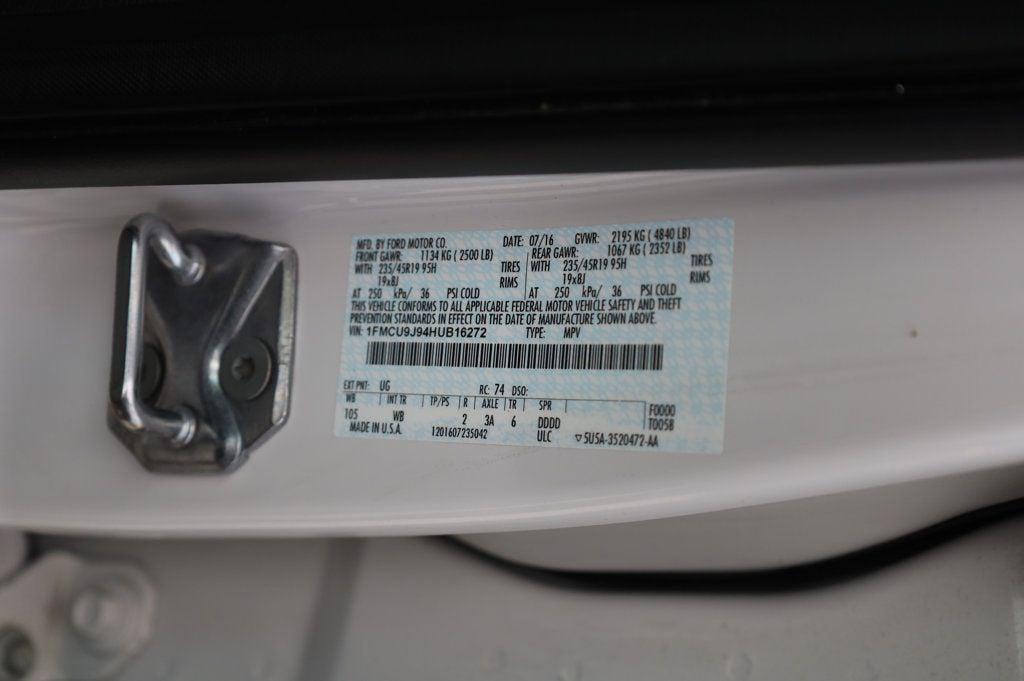 MFD. BY FORD MOTOR CO. DATE: 07/16 GVWR: 2195 KG ( 4840 LB)
FRONT GAWR: 1134 KG ( 2500 LB) REAR GAWR: 1067 KG ( 2352 LB)
WITH 235/45R19 95H TIRES WITH 235/45R19 95H TIRES
19x8J RIMS 19x8J RIMS
AT 250 kPa/ 36 PSI COLD AT 250 kPa/ 36 PSI COLD
THIS VEHICLE CONFORMS TO ALL APPLICABLE FEDERAL MOTOR VEHICLE SAFETY AND THEFT
PREVENTION STANDARDS IN EFFECT ON THE DATE OF MANUFACTURE SHOWN ABOVE.
VIN: 1FMCU9J94HUB16272 TYPE: MPV
EXT PNT: UG RC: 74 DSO:
WB INT TR TP/PS R AXLE TR SPR F0000
105 WB 2 3A 6 DDDD T0058
MADE IN U.S.A. 1201607235042 ULC ▽5U5A-3520472-AA